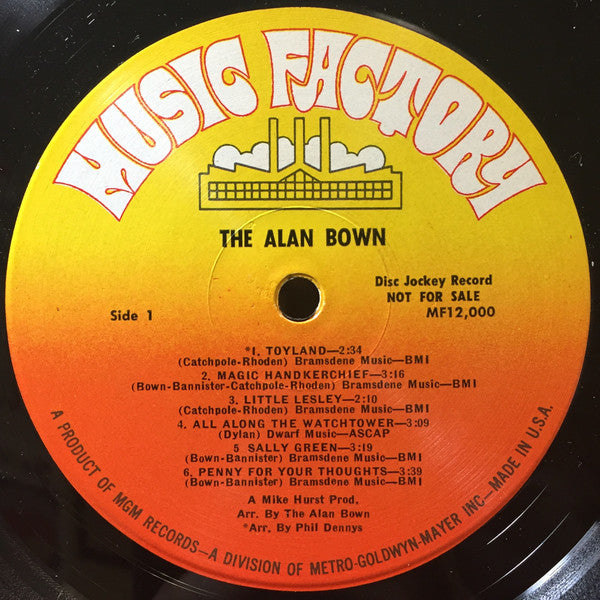 MUSIC FACTORY
THE ALAN BOWN
Disc Jockey Record
NOT FOR SALE
Side 1
MF12,000
*1. TOYLAND—2:34
(Catchpole-Rhoden) Bramsdene Music—BMI
2. MAGIC HANDKERCHIEF—3:16
(Bown-Bannister-Catchpole-Rhoden) Bramsdene Music—BMI
3. LITTLE LESLEY—2:10
(Catchpole-Rhoden) Bramsdene Music—BMI
4. ALL ALONG THE WATCHTOWER—3:09
(Dylan) Dwarf Music—ASCAP
5 SALLY GREEN—3:19
(Bown-Bannister) Bramsdene Music—BMI
6. PENNY FOR YOUR THOUGHTS—3:39
(Bown-Bannister) Bramsdene Music—BMI
A Mike Hurst Prod.
Arr. By The Alan Bown
*Arr. By Phil Dennys
A PRODUCT OF MGM RECORDS—A DIVISION OF METRO-GOLDWYN-MAYER INC.—MADE IN U.S.A.